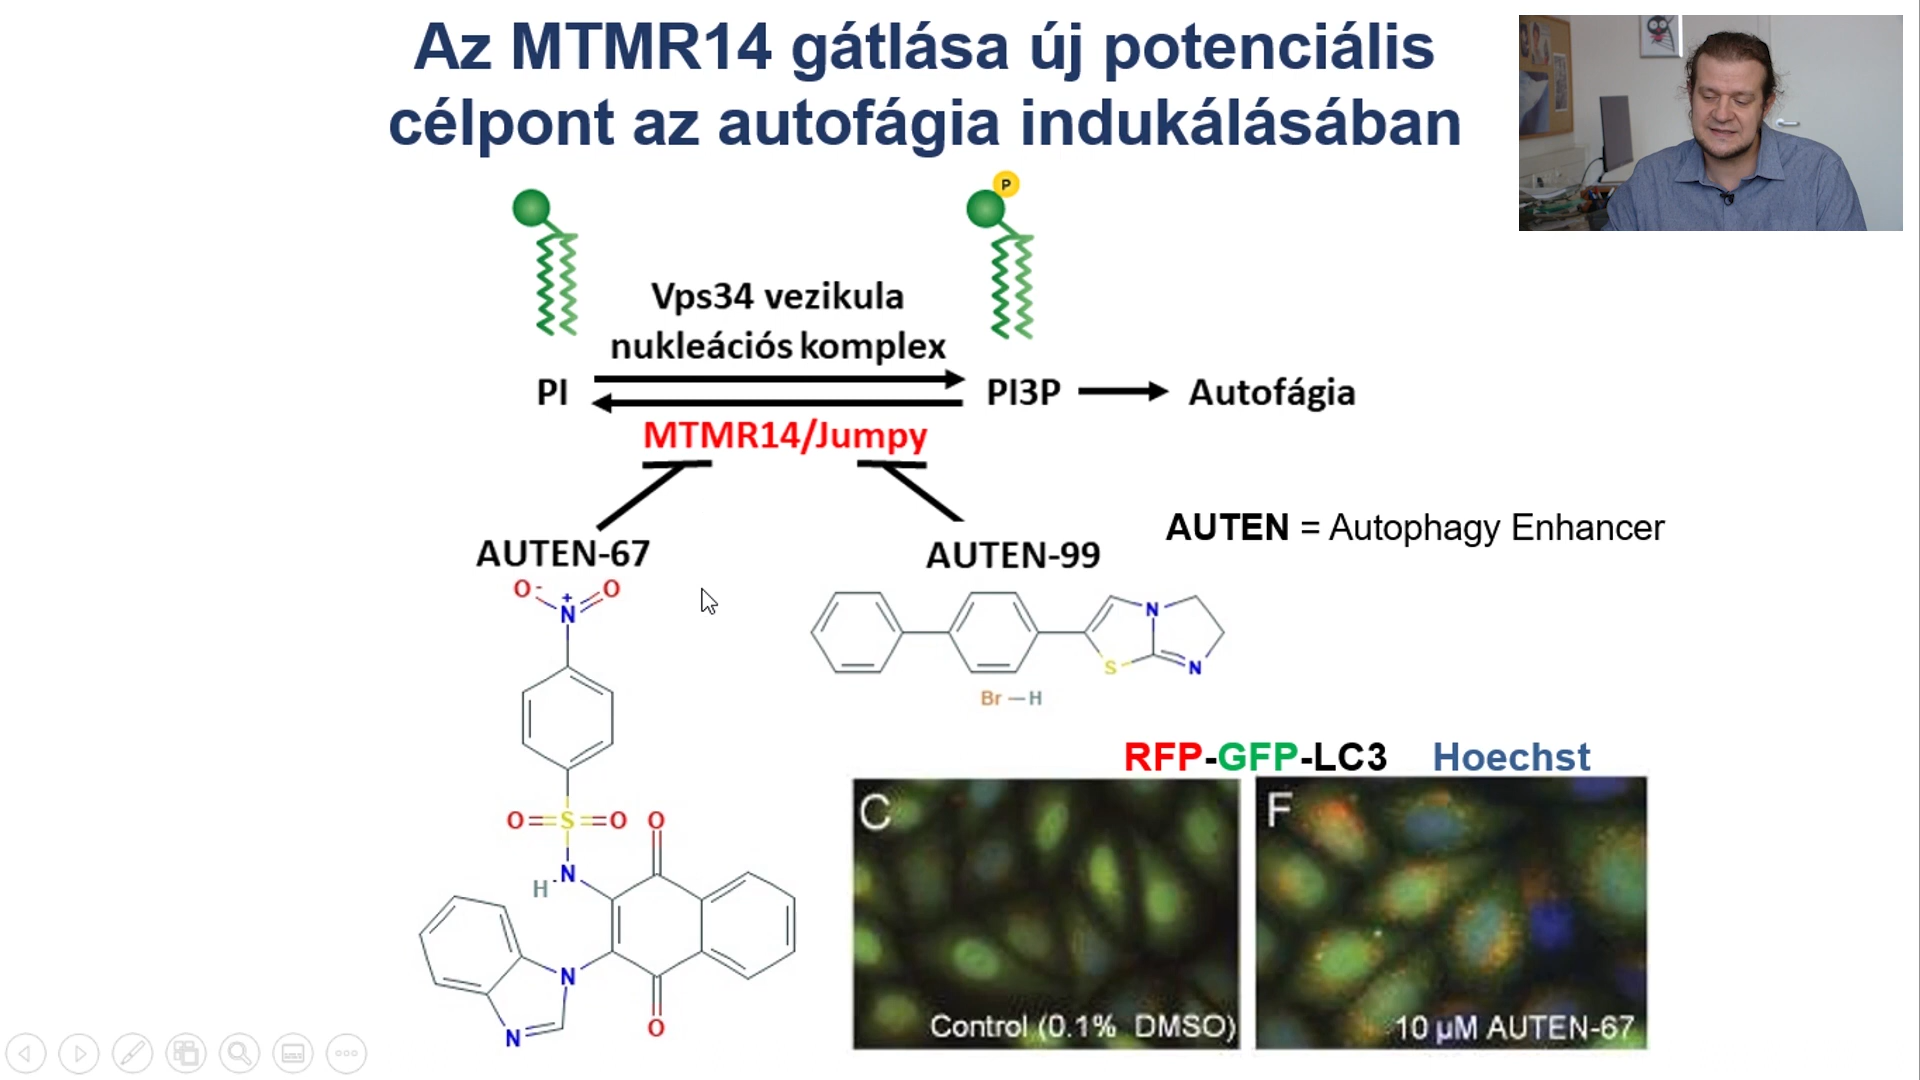 Az MTMR14 gátlása új potenciális
célpont az autofágia indukálásában
P
Vps34 vezikula
nukleációs komplex
PI
PI3P
Autofágia
MTMR14/Jumpy
AUTEN = Autophagy Enhancer
AUTEN-67
AUTEN-99
O-
O
N+
N
S
N
Br
H
O
S
O
O
H
N
N
N
O
RFP-GFP-LC3
Hoechst
C
F
Control (0.1% DMSO)
10 µM AUTEN-67